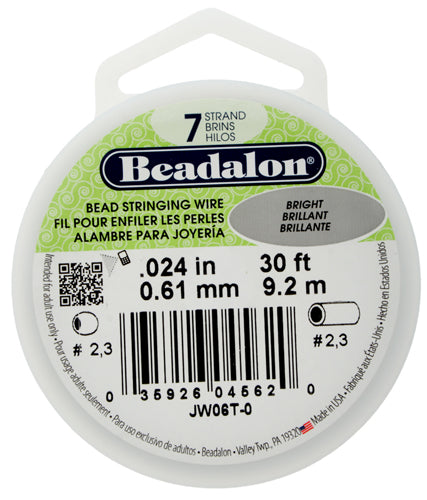 7 STRAND
BRINS
HILOS
Beadalon®
BEAD STRINGING WIRE
FIL POUR ENFILER LES PERLES
ALAMBRE PARA JOYERÍA
BRIGHT
BRILLANT
BRILLANTE
.024 in 30 ft
0.61 mm 9.2 m
# 2,3
#2,3
0 35926 04562 0
JW06T-0
Intended for adult use only • Pour usage adulte seulement • Para uso exclusivo de adultos • Beadalon • Valley Twp., PA 19320 Made in USA • Fabriqué aux États-Unis • Hecho en Estados Unidos